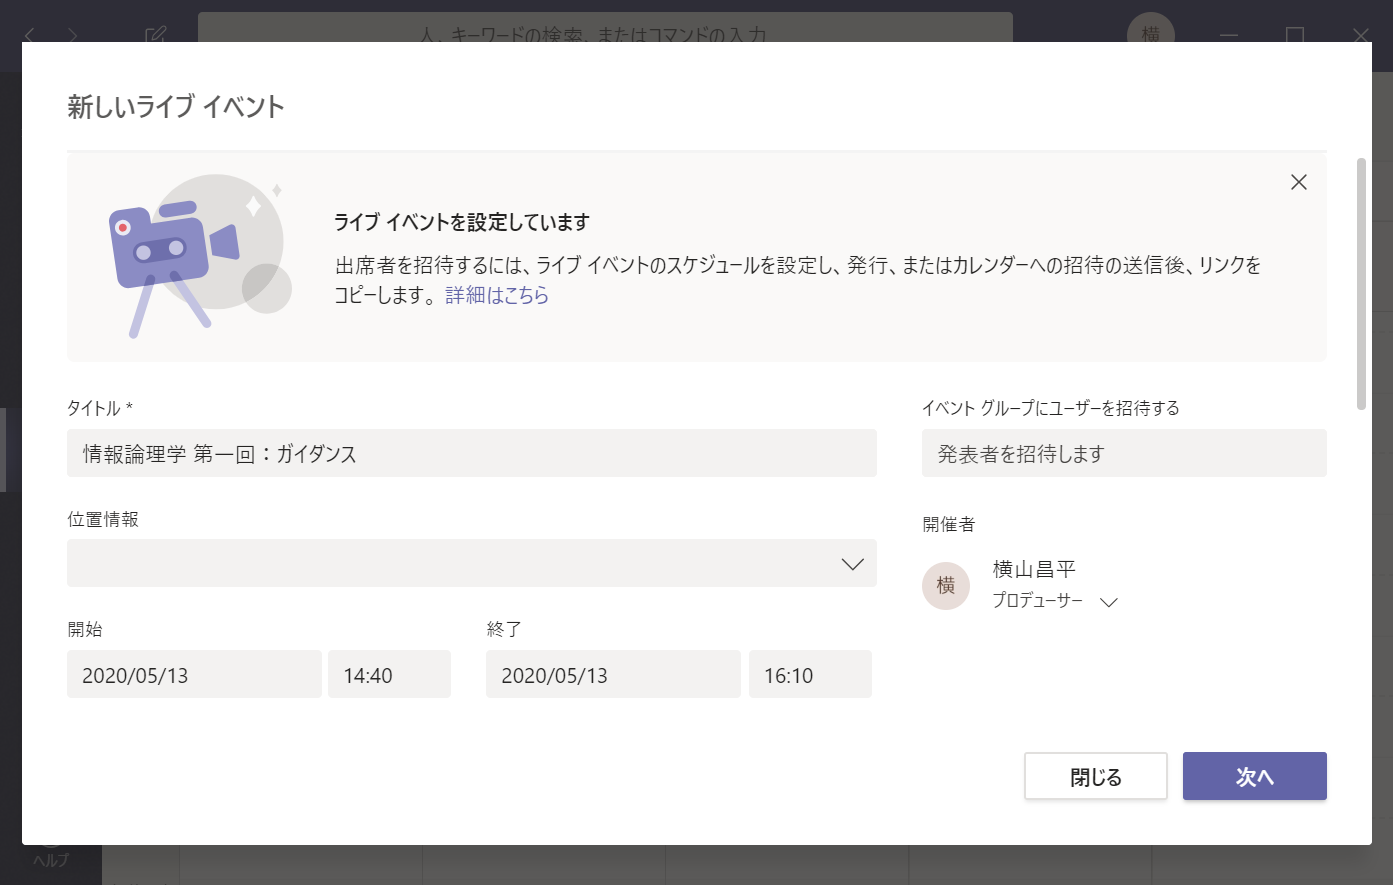 人、キーワードの検索、またはコマンドの入力
横
新しいライブ イベント
ライブ イベントを設定しています
出席者を招待するには、ライブ イベントのスケジュールを設定し、発行、またはカレンダーへの招待の送信後、リンクを
コピーします。 詳細はこちら
タイトル *
情報論理学 第一回：ガイダンス
イベント グループにユーザーを招待する
発表者を招待します
位置情報
開催者
横
横山昌平
プロデューサー
開始
終了
2020/05/13
14:40
2020/05/13
16:10
閉じる
次へ
ヘルプ